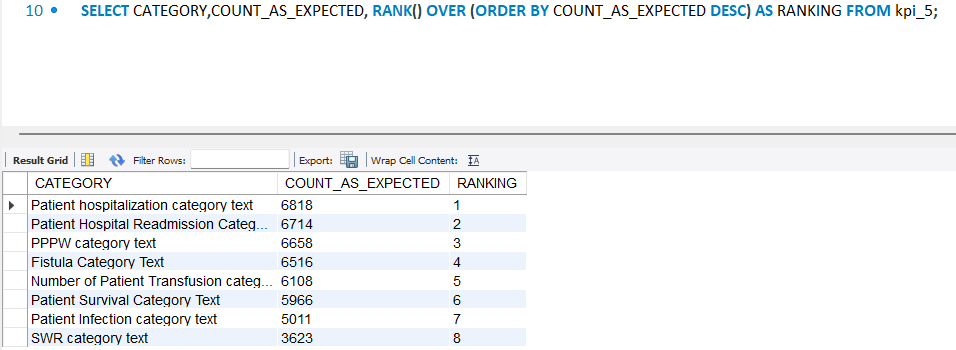 10 SELECT CATEGORY,COUNT_AS_EXPECTED, RANK() OVER (ORDER BY COUNT_AS_EXPECTED DESC) AS RANKING FROM kpi_5;
Result Grid Filter Rows: Export: Wrap Cell Content: IA
CATEGORY COUNT_AS_EXPECTED RANKING
Patient hospitalization category text 6818 1
Patient Hospital Readmission Categ... 6714 2
PPPW category text 6658 3
Fistula Category Text 6516 4
Number of Patient Transfusion categ... 6108 5
Patient Survival Category Text 5966 6
Patient Infection category text 5011 7
SWR category text 3623 8